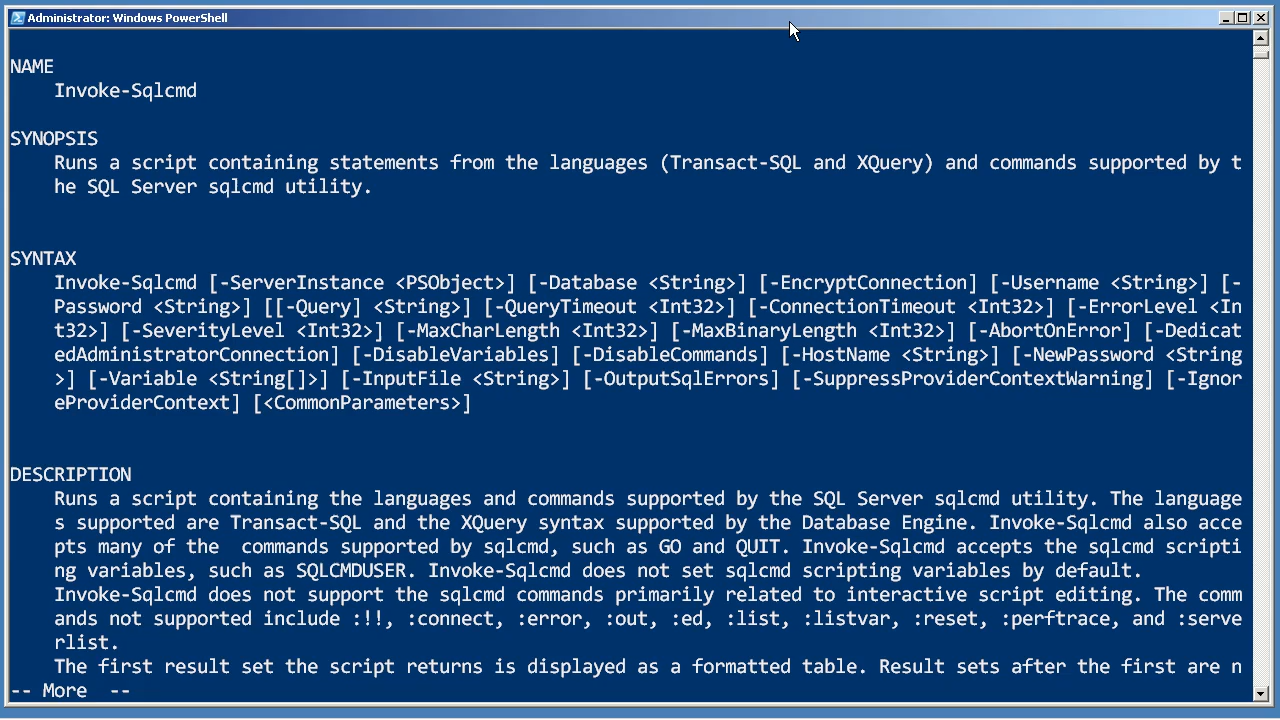 Administrator: Windows PowerShell
NAME
Invoke-Sqlcmd
SYNOPSIS
Runs a script containing statements from the languages (Transact-SQL and XQuery) and commands supported by t
he SQL Server sqlcmd utility.
SYNTAX
Invoke-Sqlcmd [-ServerInstance <PSObject>] [-Database <String>] [-EncryptConnection] [-Username <String>] [-
Password <String>] [[-Query] <String>] [-QueryTimeout <Int32>] [-ConnectionTimeout <Int32>] [-ErrorLevel <In
t32>] [-SeverityLevel <Int32>] [-MaxCharLength <Int32>] [-MaxBinaryLength <Int32>] [-AbortOnError] [-Dedicat
edAdministratorConnection] [-DisableVariables] [-DisableCommands] [-HostName <String>] [-NewPassword <String
>] [-Variable <String[]>] [-InputFile <String>] [-OutputSqlErrors] [-SuppressProviderContextWarning] [-Ignor
eProviderContext] [<CommonParameters>]
DESCRIPTION
Runs a script containing the languages and commands supported by the SQL Server sqlcmd utility. The language
s supported are Transact-SQL and the XQuery syntax supported by the Database Engine. Invoke-Sqlcmd also acce
pts many of the  commands supported by sqlcmd, such as GO and QUIT. Invoke-Sqlcmd accepts the sqlcmd scripti
ng variables, such as SQLCMDUSER. Invoke-Sqlcmd does not set sqlcmd scripting variables by default.
Invoke-Sqlcmd does not support the sqlcmd commands primarily related to interactive script editing. The comm
ands not supported include :!!, :connect, :error, :out, :ed, :list, :listvar, :reset, :perftrace, and :serve
rlist.
The first result set the script returns is displayed as a formatted table. Result sets after the first are n
-- More  --